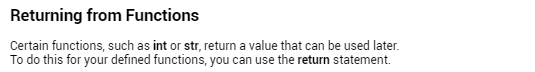 Returning from Functions
Certain functions, such as int or str, return a value that can be used later.
To do this for your defined functions, you can use the return statement.